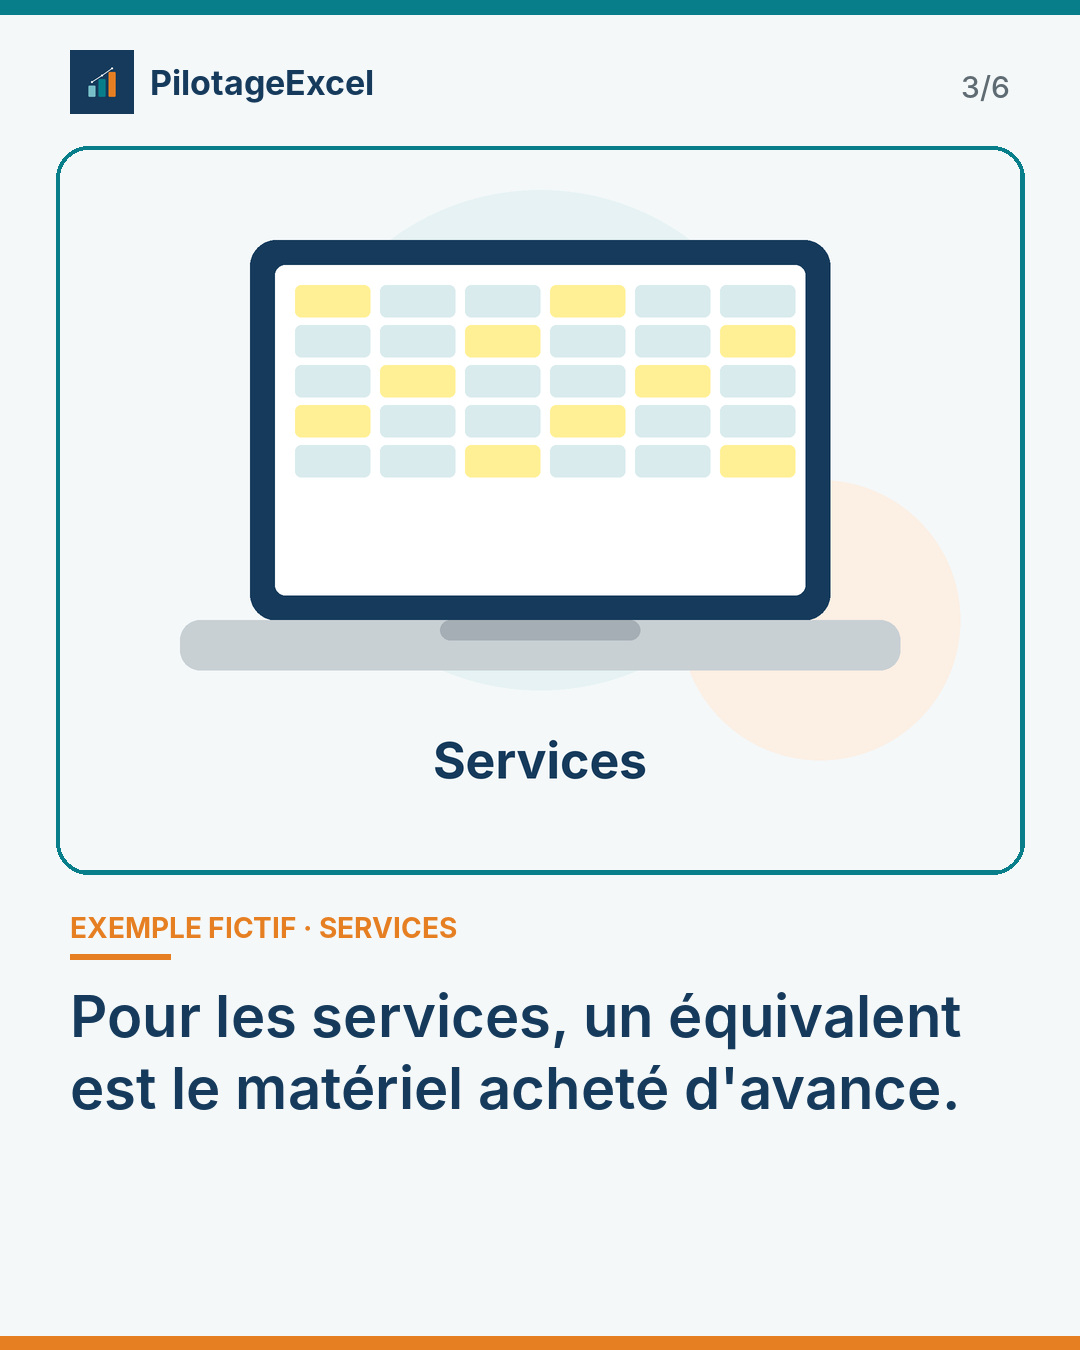 PilotageExcel
3/6
Services
EXEMPLE FICTIF · SERVICES
Pour les services, un équivalent
est le matériel acheté d'avance.